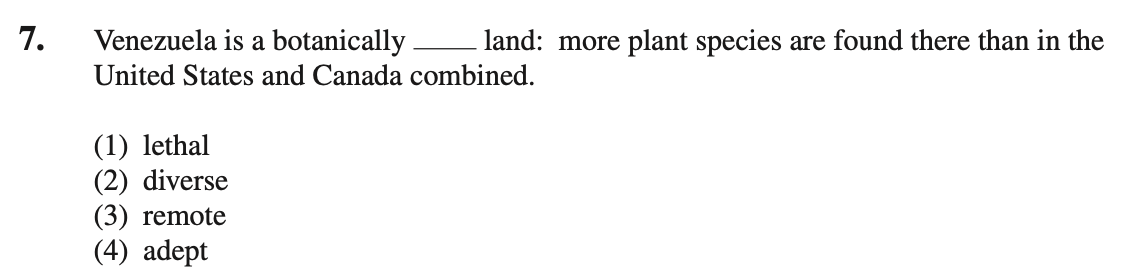 7. Venezuela is a botanically ____ land: more plant species are found there than in the
United States and Canada combined.
(1) lethal
(2) diverse
(3) remote
(4) adept